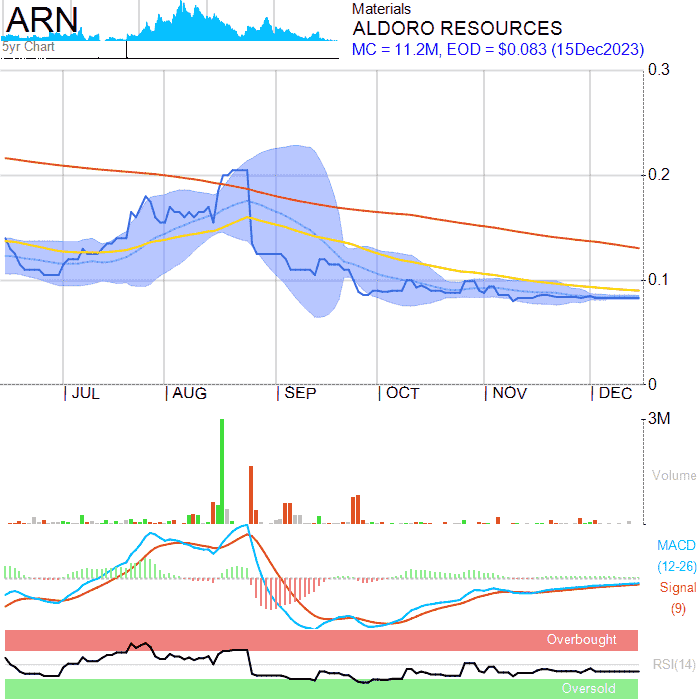 ARN
5yr Chart
Materials
ALDORO RESOURCES
MC = 11.2M, EOD = $0.083 (15Dec2023)
0.3
0.2
0.1
0
| JUL | AUG | SEP | OCT | NOV | DEC
3M
Volume
MACD
(12-26)
Signal
(9)
Overbought
RSI(14)
Oversold